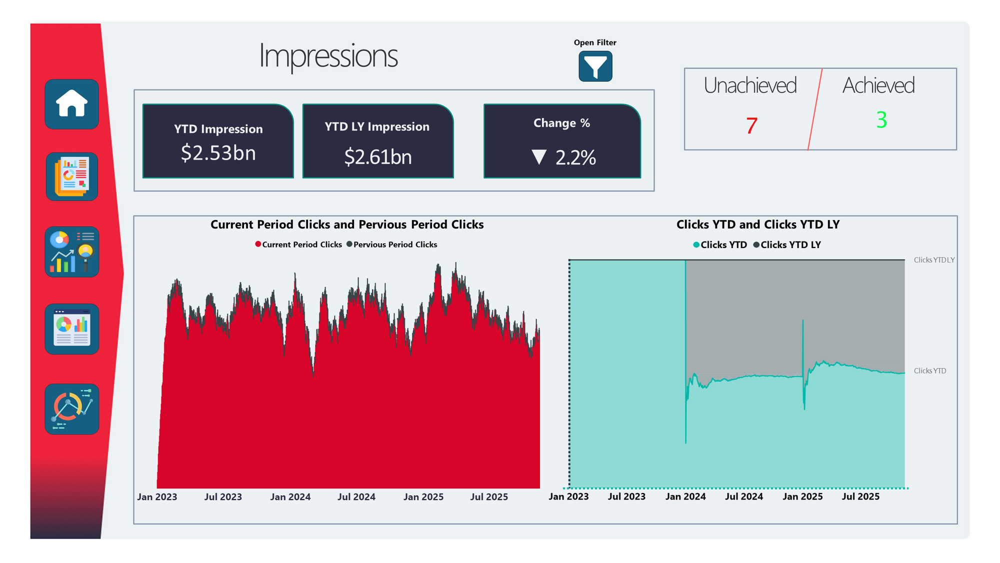 Impressions
Open Filter
YTD Impression
$2.53bn
YTD LY Impression
$2.61bn
Change %
▼ 2.2%
Unachieved
7
Achieved
3
Current Period Clicks and Pervious Period Clicks
Current Period Clicks Pervious Period Clicks
Jan 2023 Jul 2023 Jan 2024 Jul 2024 Jan 2025 Jul 2025
Clicks YTD and Clicks YTD LY
Clicks YTD Clicks YTD LY
Clicks YTD LY
Clicks YTD
Jan 2023 Jul 2023 Jan 2024 Jul 2024 Jan 2025 Jul 2025